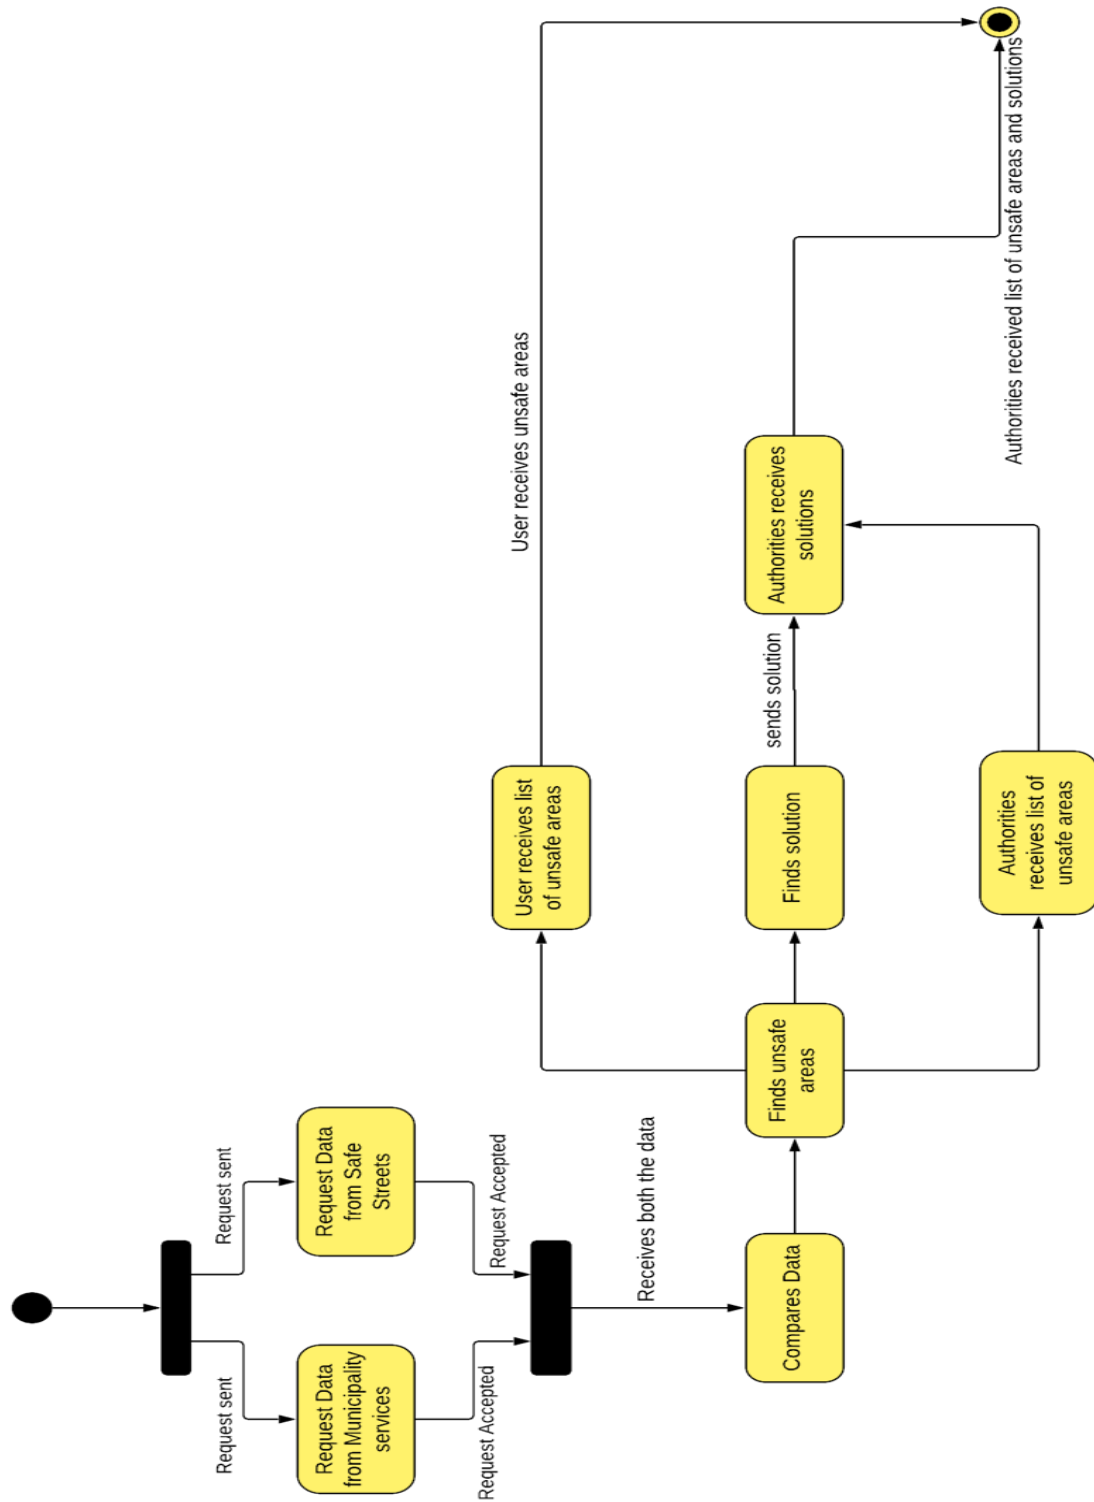 Request sent
Request sent
Request Data
from Municipality
services
Request Data
from Safe
Streets
Request Accepted
Request Accepted
Receives both the data
Compares Data
Finds unsafe
areas
User receives list
of unsafe areas
Finds solution
Authorities
receives list of
unsafe areas
sends solution
Authorities receives
solutions
User receives unsafe areas
Authorities received list of unsafe areas and solutions